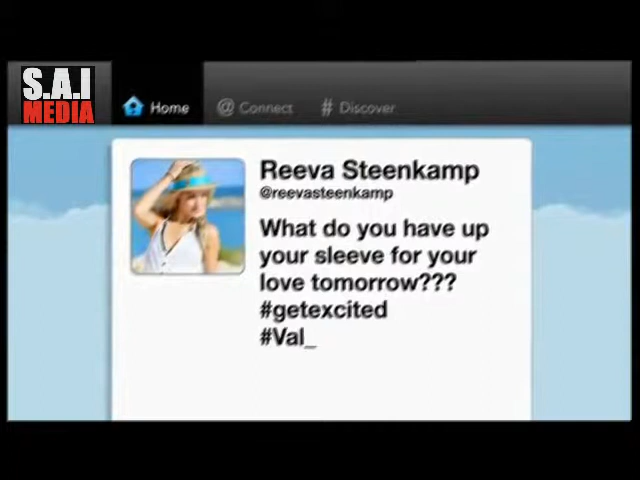 S.A.I
MEDIA
Home
@ Connect
# Discover
Reeva Steenkamp
@reevasteenkamp
What do you have up
your sleeve for your
love tomorrow???
#getexcited
#Val_